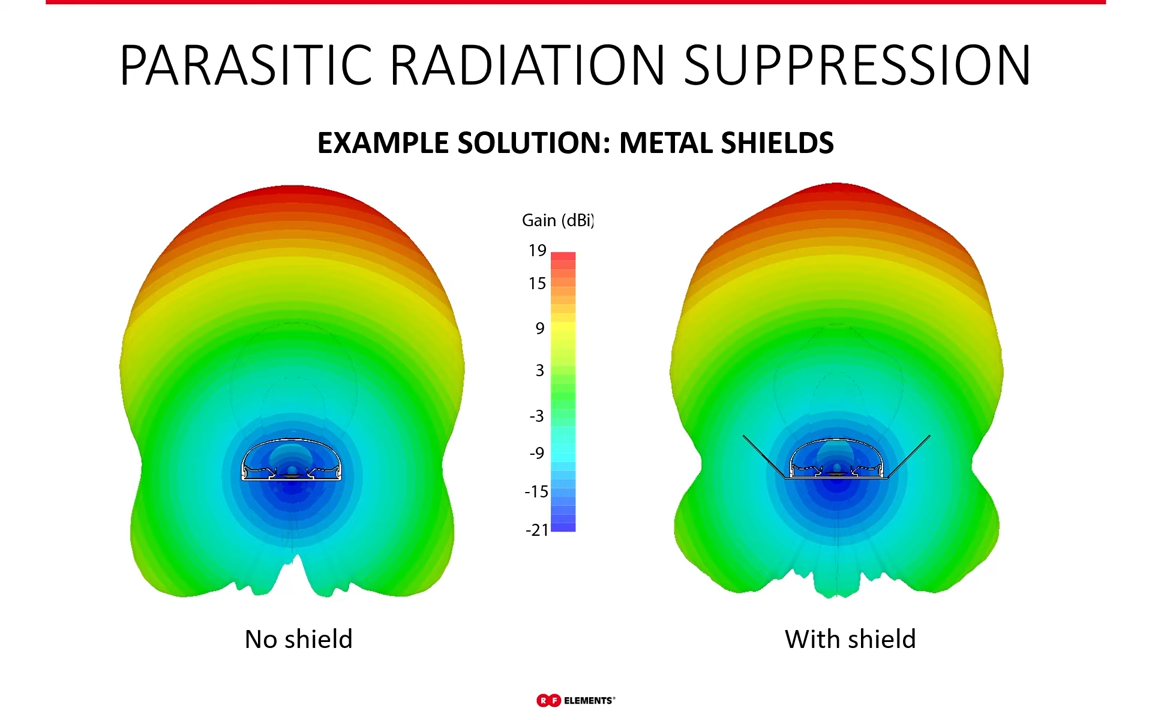 PARASITIC RADIATION SUPPRESSION
EXAMPLE SOLUTION: METAL SHIELDS
Gain (dBi)
19
15
9
3
-3
-9
-15
-21
No shield
With shield
RF ELEMENTS®